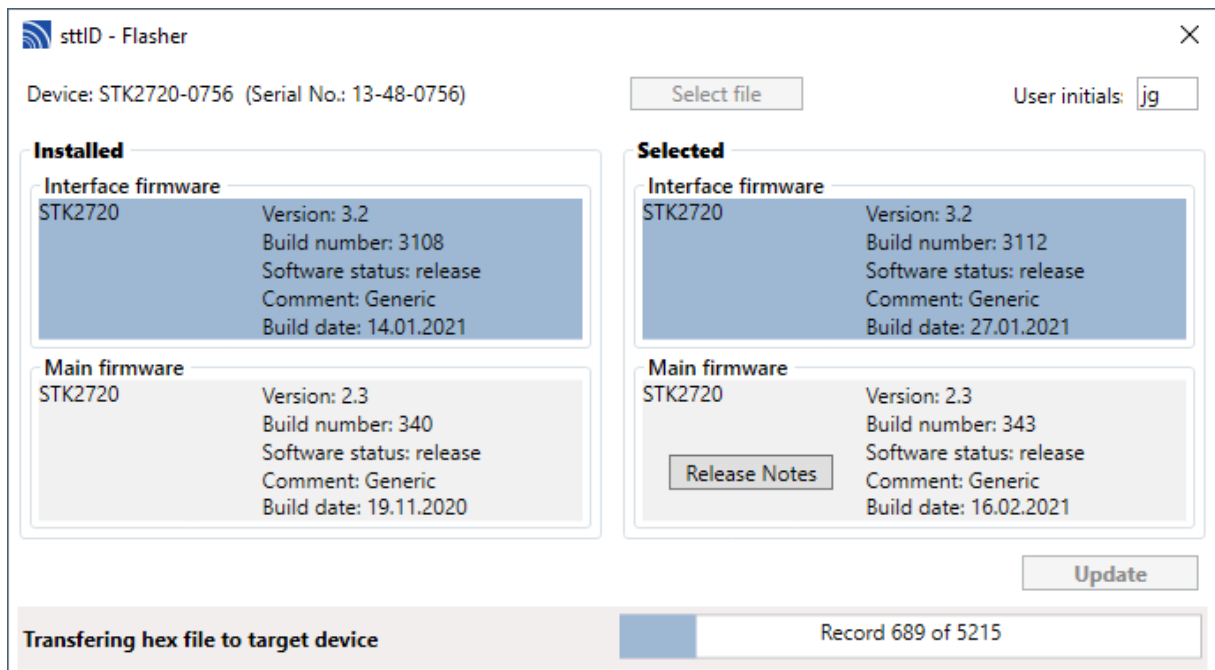 sttID - Flasher
Device: STK2720-0756 (Serial No.: 13-48-0756)
Select file
User initials:
jg
Installed
Interface firmware
STK2720
Version: 3.2
Build number: 3108
Software status: release
Comment: Generic
Build date: 14.01.2021
Main firmware
STK2720
Version: 2.3
Build number: 340
Software status: release
Comment: Generic
Build date: 19.11.2020
Selected
Interface firmware
STK2720
Version: 3.2
Build number: 3112
Software status: release
Comment: Generic
Build date: 27.01.2021
Main firmware
STK2720
Release Notes
Version: 2.3
Build number: 343
Software status: release
Comment: Generic
Build date: 16.02.2021
Update
Transfering hex file to target device
Record 689 of 5215